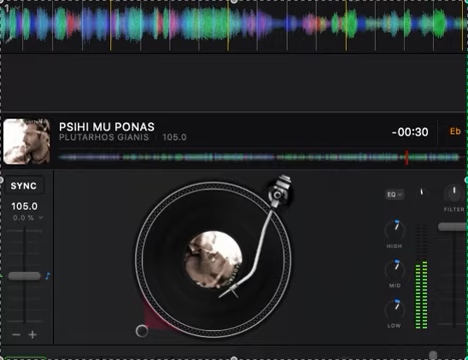 PSIHI MU PONAS
PLUTARHOS GIANIS 105.0
-00:30
Eb
SYNC
105.0
0.0 %
EQ
FILTER
HIGH
MID
LOW